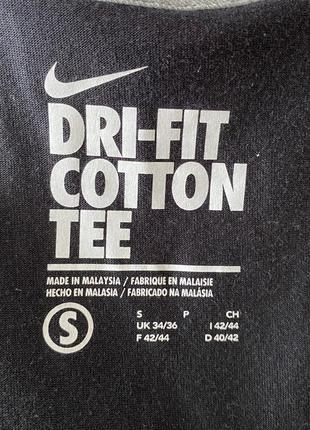 DRI-FIT
COTTON
TEE
MADE IN MALAYSIA / FABRIQUE EN MALAISIE
HECHO EN MALASIA / FABRICADO NA MALÁSIA
S
S P CH
UK 34/36 I 42/44
F 42/44 D 40/42